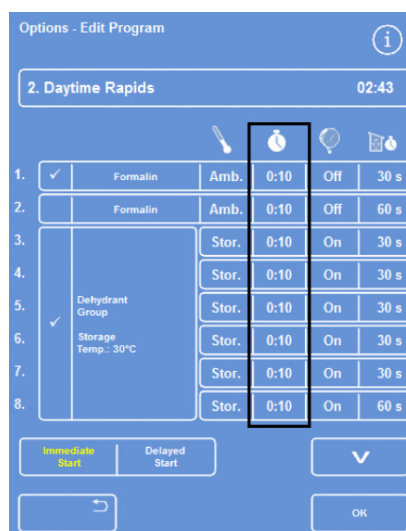 Options - Edit Program
i
2. Daytime Rapids 02:43
1. ✓ Formalin Amb. 0:10 Off 30 s
2. Formalin Amb. 0:10 Off 60 s
3. Stor. 0:10 On 30 s
4. Stor. 0:10 On 30 s
5. Stor. 0:10 On 30 s
Dehydrant
Group
6. ✓ Stor. 0:10 On 30 s
Storage
Temp.: 30°C
7. Stor. 0:10 On 30 s
8. Stor. 0:10 On 60 s
Immediate
Start
Delayed
Start
OK